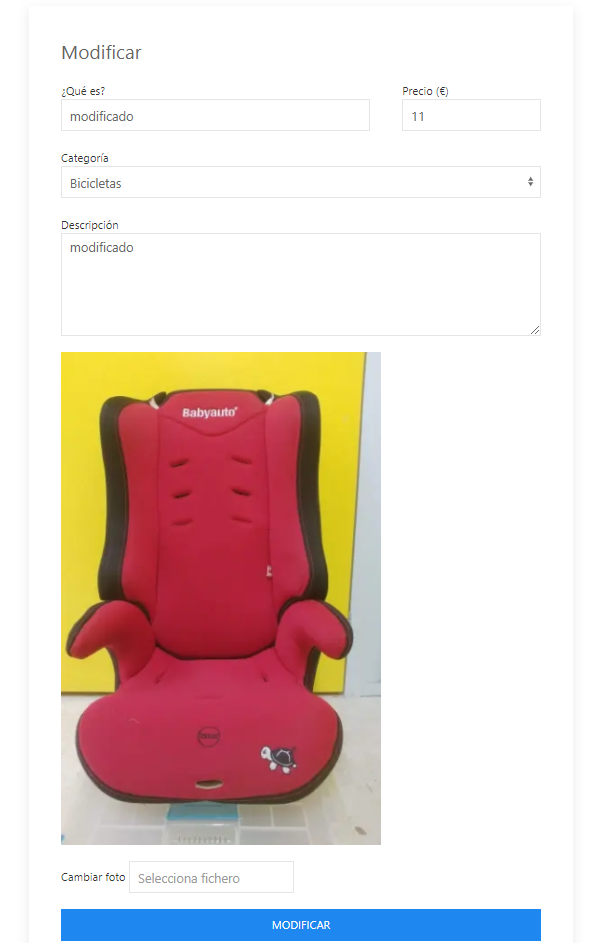 Modificar
¿Qué es?
Precio (€)
modificado
11
Categoría
Bicicletas
Descripción
modificado
Babyauto
Cambiar foto
Selecciona fichero
MODIFICAR